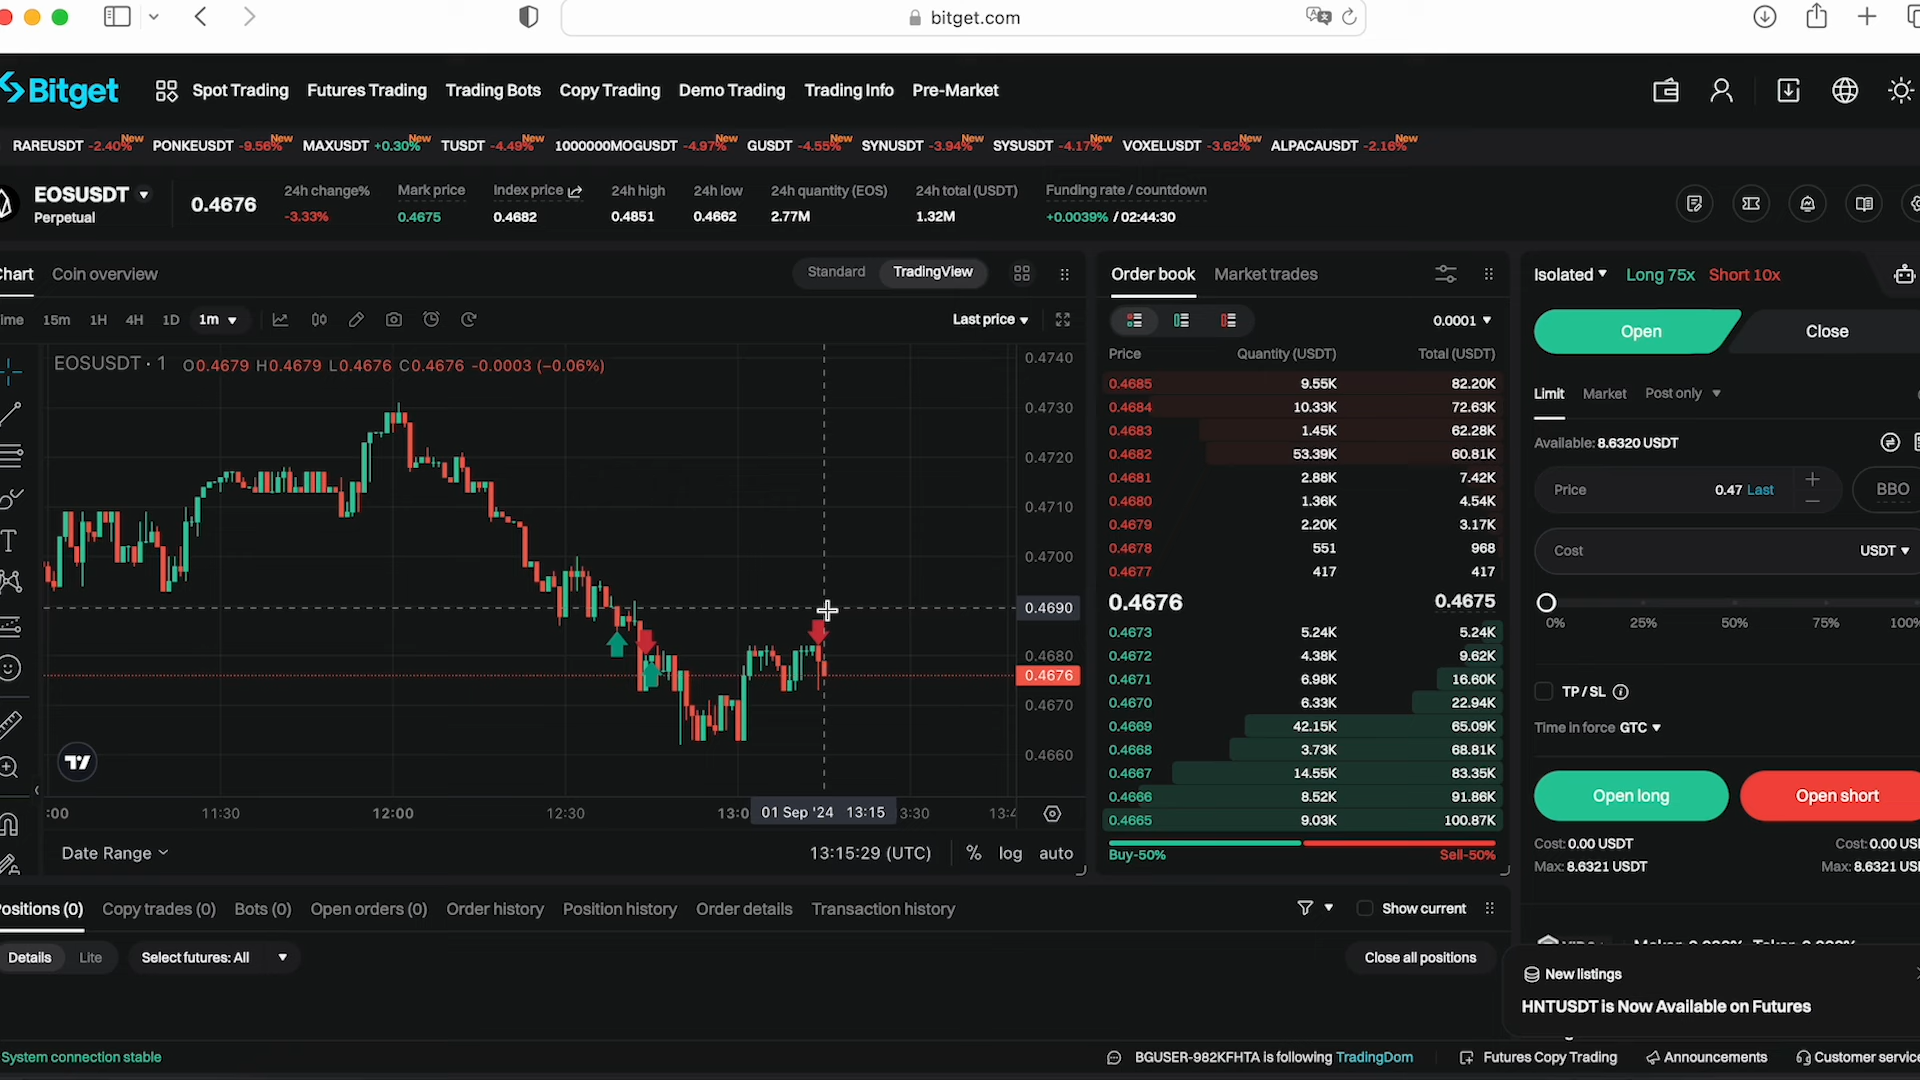 bitget.com
Bitget Spot Trading Futures Trading Trading Bots Copy Trading Demo Trading Trading Info Pre-Market
RAREUSDT -2.40% New PONKEUSDT -9.56% New MAXUSDT +0.30% New TUSDT -4.49% New 1000000MOGUSDT -4.97% New GUSDT -4.55% New SYNUSDT -3.94% New SYSUSDT -4.17% New VOXELUSDT -3.62% New ALPACAUSDT -2.16% New
EOSUSDT
Perpetual
0.4676
24h change% Mark price Index price 24h high 24h low 24h quantity (EOS) 24h total (USDT) Funding rate / countdown
-3.33% 0.4675 0.4682 0.4851 0.4662 2.77M 1.32M +0.0039% / 02:44:30
Chart Coin overview Standard TradingView
ime 15m 1H 4H 1D 1m Last price
EOSUSDT · 1 O0.4679 H0.4679 L0.4676 C0.4676 -0.0003 (−0.06%)
0.4740
0.4730
0.4720
0.4710
0.4700
0.4690
0.4680
0.4676
0.4670
0.4660
:00 11:30 12:00 12:30 13:0 01 Sep '24 13:15 3:30 13:4
Date Range 13:15:29 (UTC) % log auto
Order book Market trades
0.0001
Price Quantity (USDT) Total (USDT)
0.4685 9.55K 82.20K
0.4684 10.33K 72.63K
0.4683 1.45K 62.28K
0.4682 53.39K 60.81K
0.4681 2.88K 7.42K
0.4680 1.36K 4.54K
0.4679 2.20K 3.17K
0.4678 551 968
0.4677 417 417
0.4676 0.4675
0.4673 5.24K 5.24K
0.4672 4.38K 9.62K
0.4671 6.98K 16.60K
0.4670 6.33K 22.94K
0.4669 42.15K 65.09K
0.4668 3.73K 68.81K
0.4667 14.55K 83.35K
0.4666 8.52K 91.86K
0.4665 9.03K 100.87K
Buy-50% Sell-50%
Isolated Long 75x Short 10x
Open Close
Limit Market Post only
Available: 8.6320 USDT
Price 0.47 Last BBO
Cost USDT
0% 25% 50% 75% 100%
TP / SL
Time in force GTC
Open long Open short
Cost: 0.00 USDT Cost: 0.00 USI
Max: 8.6321 USDT Max: 8.6321 USI
Positions (0) Copy trades (0) Bots (0) Open orders (0) Order history Position history Order details Transaction history Show current
Details Lite Select futures: All Close all positions
New listings
HNTUSDT is Now Available on Futures
System connection stable BGUSER-982KFHTA is following TradingDom Futures Copy Trading Announcements Customer service